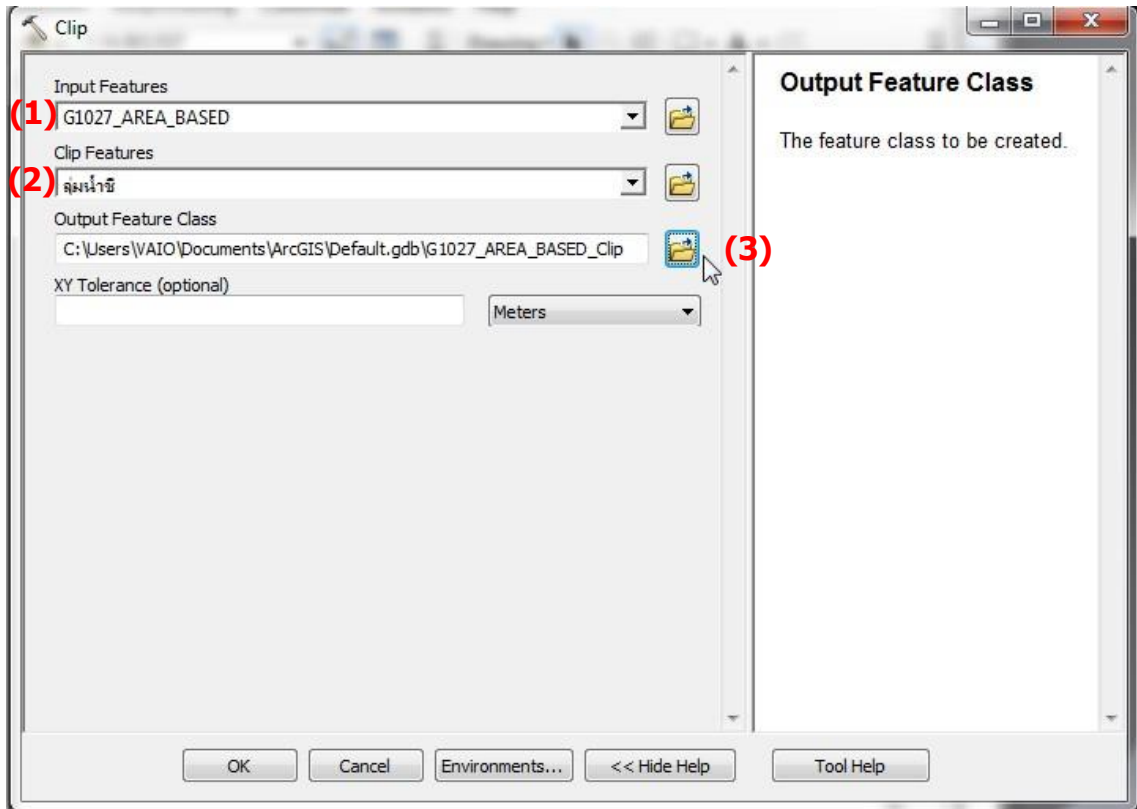 Clip
Input Features
(1) G1027_AREA_BASED
Clip Features
(2) ลุ่มน้ำชี
Output Feature Class
C:\Users\VAIO\Documents\ArcGIS\Default.gdb\G1027_AREA_BASED_Clip (3)
XY Tolerance (optional)
Meters
Output Feature Class
The feature class to be created.
OK Cancel Environments... << Hide Help Tool Help